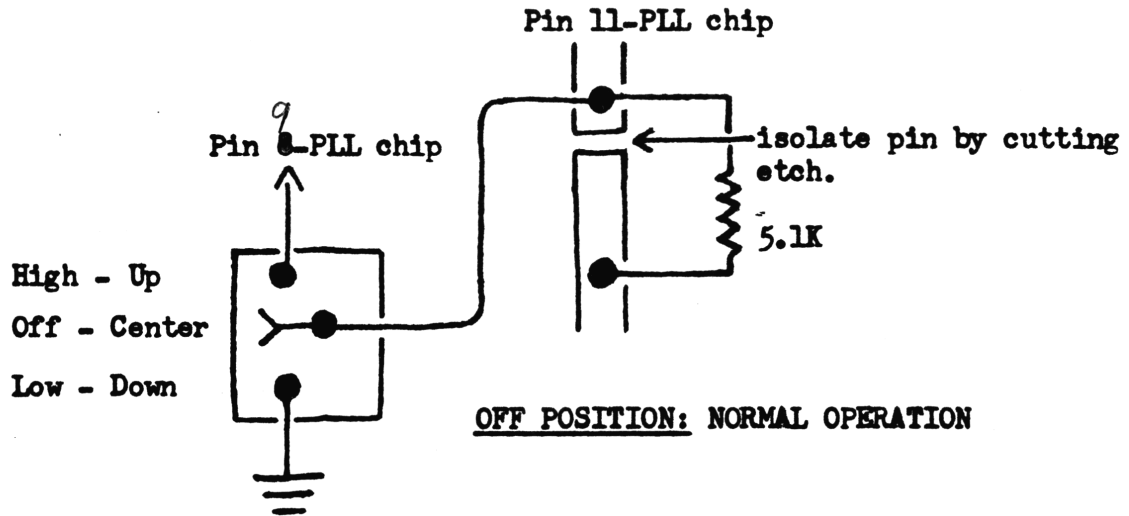 Pin 11-PLL chip
9
Pin -PLL chip
isolate pin by cutting
etch.
5.1K
High - Up
Off - Center
Low - Down
OFF POSITION: NORMAL OPERATION